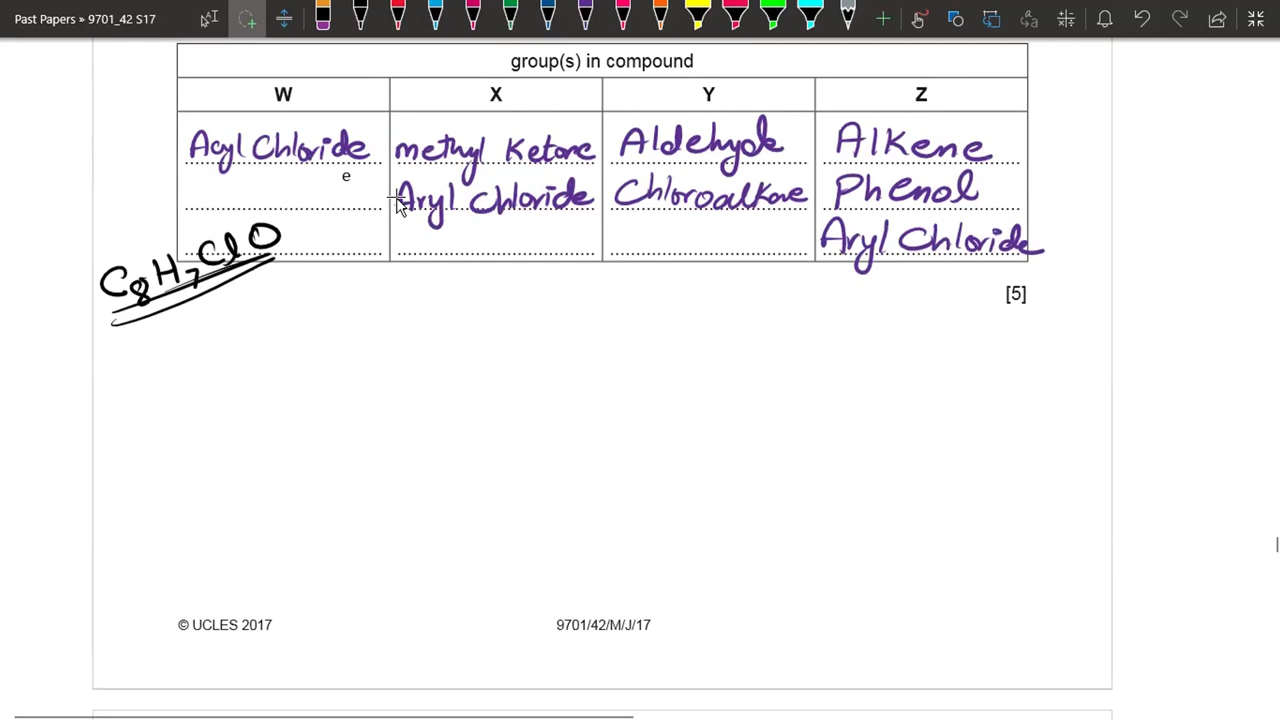 Past Papers » 9701_42 S17
group(s) in compound
W X Y Z
Acyl Chloride methyl Ketone Aldehyde Alkene
e
Aryl Chloride Chloroalkane Phenol
Aryl Chloride
C8H7ClO
[5]
© UCLES 2017 9701/42/M/J/17